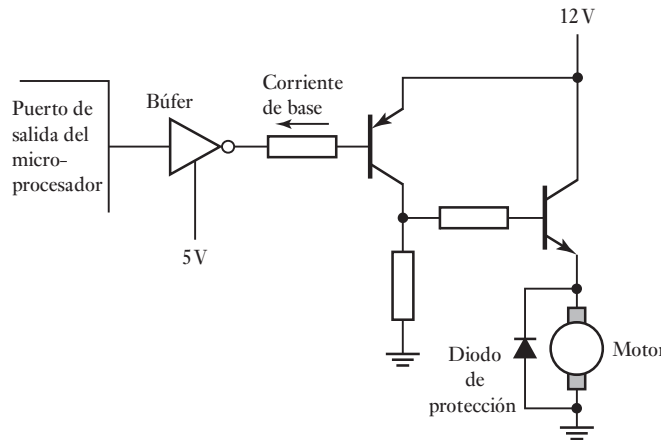 12 V
Puerto de
salida del
micro-
procesador
Búfer
Corriente
de base
5 V
Diodo
de
protección
Motor